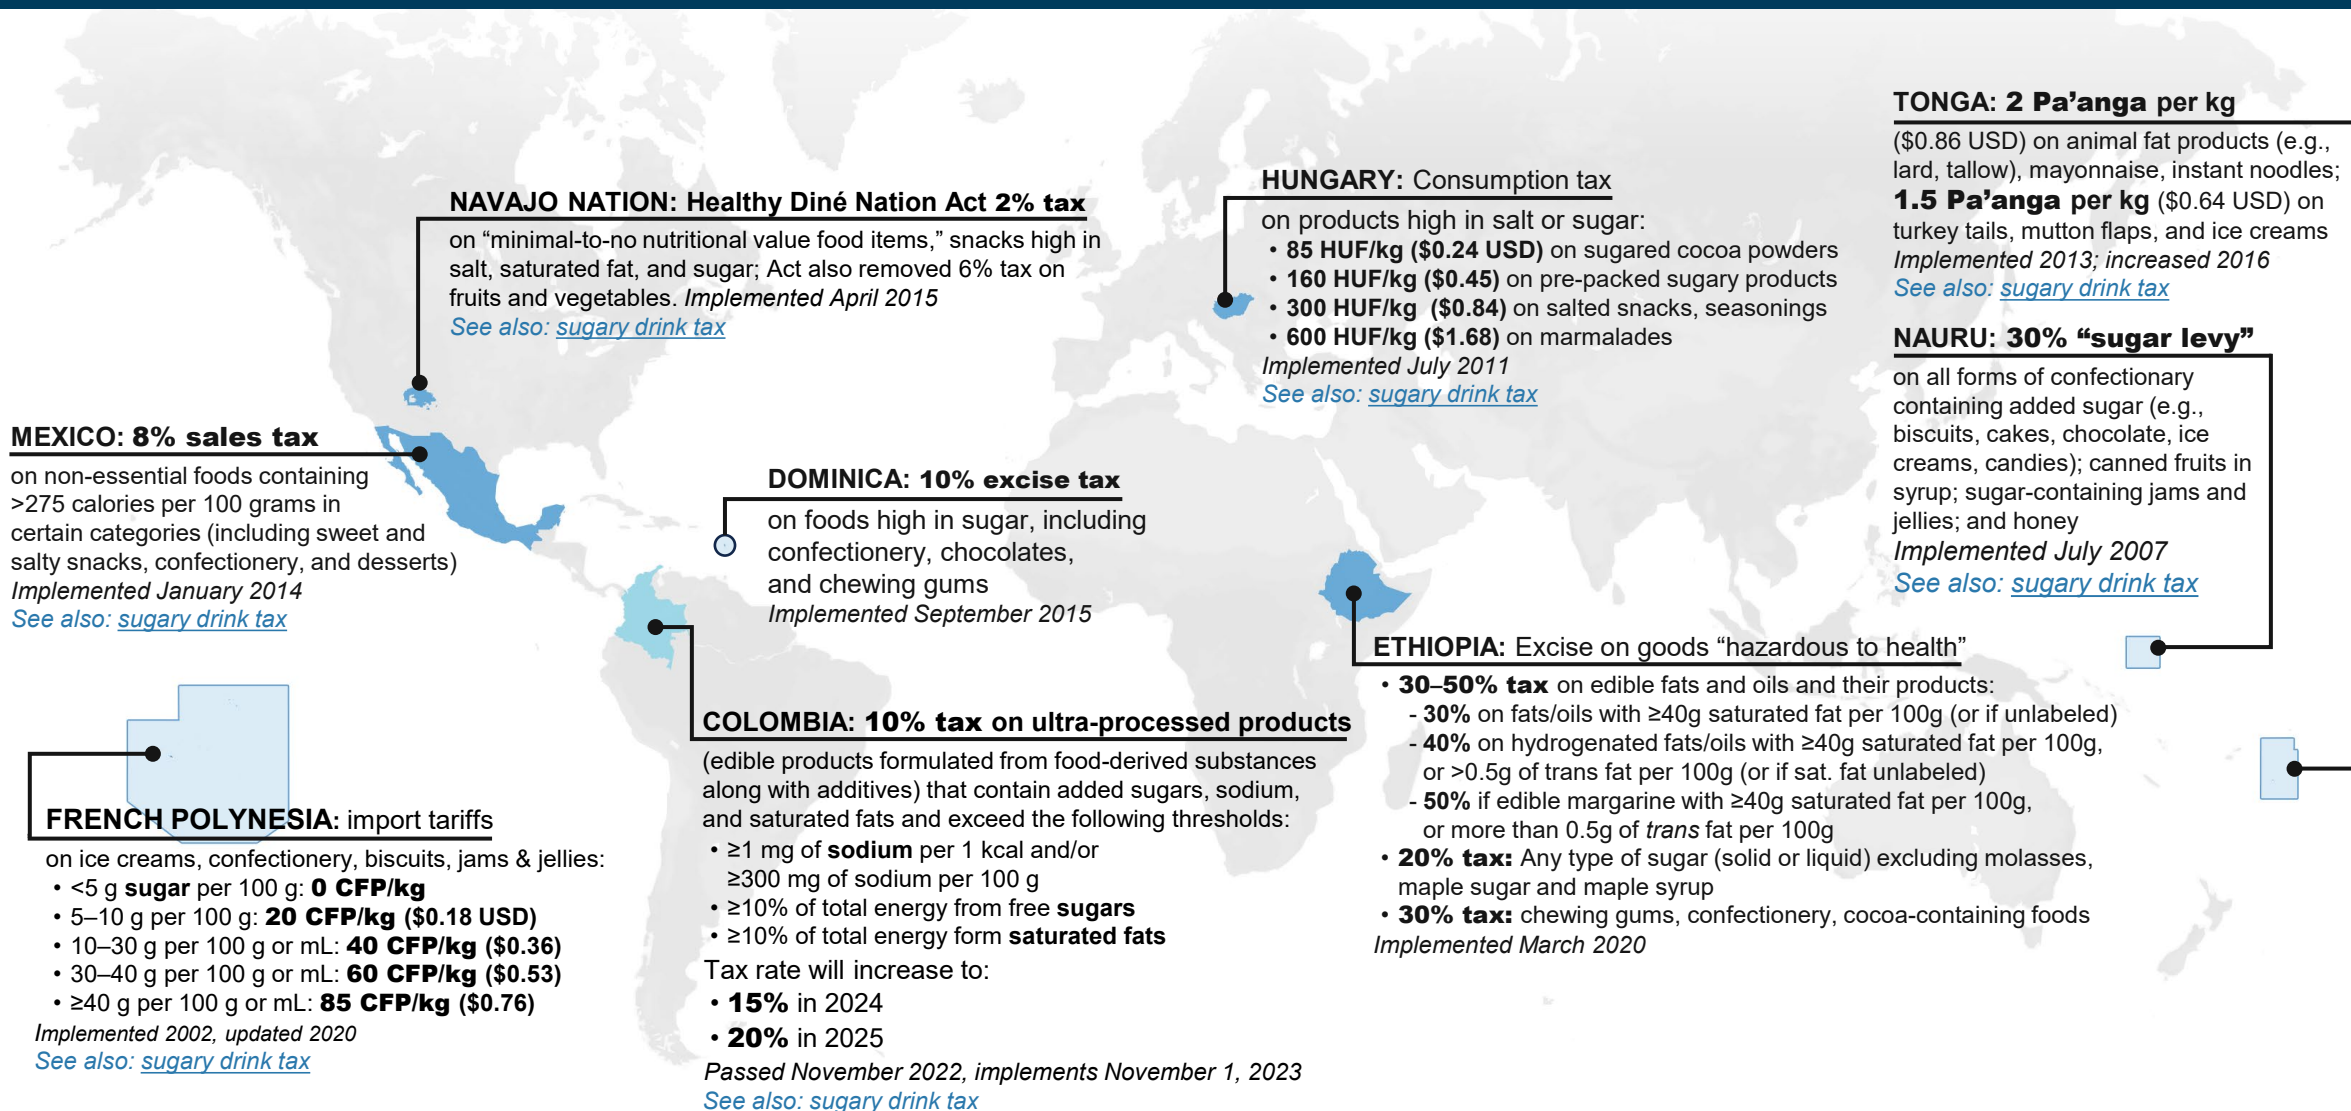 NAVAJO NATION: Healthy Diné Nation Act 2% tax
on “minimal-to-no nutritional value food items,” snacks high in
salt, saturated fat, and sugar; Act also removed 6% tax on
fruits and vegetables. Implemented April 2015
See also: sugary drink tax
MEXICO: 8% sales tax
on non-essential foods containing
>275 calories per 100 grams in
certain categories (including sweet and
salty snacks, confectionery, and desserts)
Implemented January 2014
See also: sugary drink tax
FRENCH POLYNESIA: import tariffs
on ice creams, confectionery, biscuits, jams & jellies:
• <5 g sugar per 100 g: 0 CFP/kg
• 5–10 g per 100 g: 20 CFP/kg ($0.18 USD)
• 10–30 g per 100 g or mL: 40 CFP/kg ($0.36)
• 30–40 g per 100 g or mL: 60 CFP/kg ($0.53)
• ≥40 g per 100 g or mL: 85 CFP/kg ($0.76)
Implemented 2002, updated 2020
See also: sugary drink tax
DOMINICA: 10% excise tax
on foods high in sugar, including
confectionery, chocolates,
and chewing gums
Implemented September 2015
COLOMBIA: 10% tax on ultra-processed products
(edible products formulated from food-derived substances
along with additives) that contain added sugars, sodium,
and saturated fats and exceed the following thresholds:
• ≥1 mg of sodium per 1 kcal and/or
≥300 mg of sodium per 100 g
• ≥10% of total energy from free sugars
• ≥10% of total energy form saturated fats
Tax rate will increase to:
• 15% in 2024
• 20% in 2025
Passed November 2022, implements November 1, 2023
See also: sugary drink tax
HUNGARY: Consumption tax
on products high in salt or sugar:
• 85 HUF/kg ($0.24 USD) on sugared cocoa powders
• 160 HUF/kg ($0.45) on pre-packed sugary products
• 300 HUF/kg ($0.84) on salted snacks, seasonings
• 600 HUF/kg ($1.68) on marmalades
Implemented July 2011
See also: sugary drink tax
ETHIOPIA: Excise on goods “hazardous to health”
• 30–50% tax on edible fats and oils and their products:
- 30% on fats/oils with ≥40g saturated fat per 100g (or if unlabeled)
- 40% on hydrogenated fats/oils with ≥40g saturated fat per 100g,
or >0.5g of trans fat per 100g (or if sat. fat unlabeled)
- 50% if edible margarine with ≥40g saturated fat per 100g,
or more than 0.5g of trans fat per 100g
• 20% tax: Any type of sugar (solid or liquid) excluding molasses,
maple sugar and maple syrup
• 30% tax: chewing gums, confectionery, cocoa-containing foods
Implemented March 2020
TONGA: 2 Pa’anga per kg
($0.86 USD) on animal fat products (e.g.,
lard, tallow), mayonnaise, instant noodles;
1.5 Pa’anga per kg ($0.64 USD) on
turkey tails, mutton flaps, and ice creams
Implemented 2013; increased 2016
See also: sugary drink tax
NAURU: 30% “sugar levy”
on all forms of confectionary
containing added sugar (e.g.,
biscuits, cakes, chocolate, ice
creams, candies); canned fruits in
syrup; sugar-containing jams and
jellies; and honey
Implemented July 2007
See also: sugary drink tax